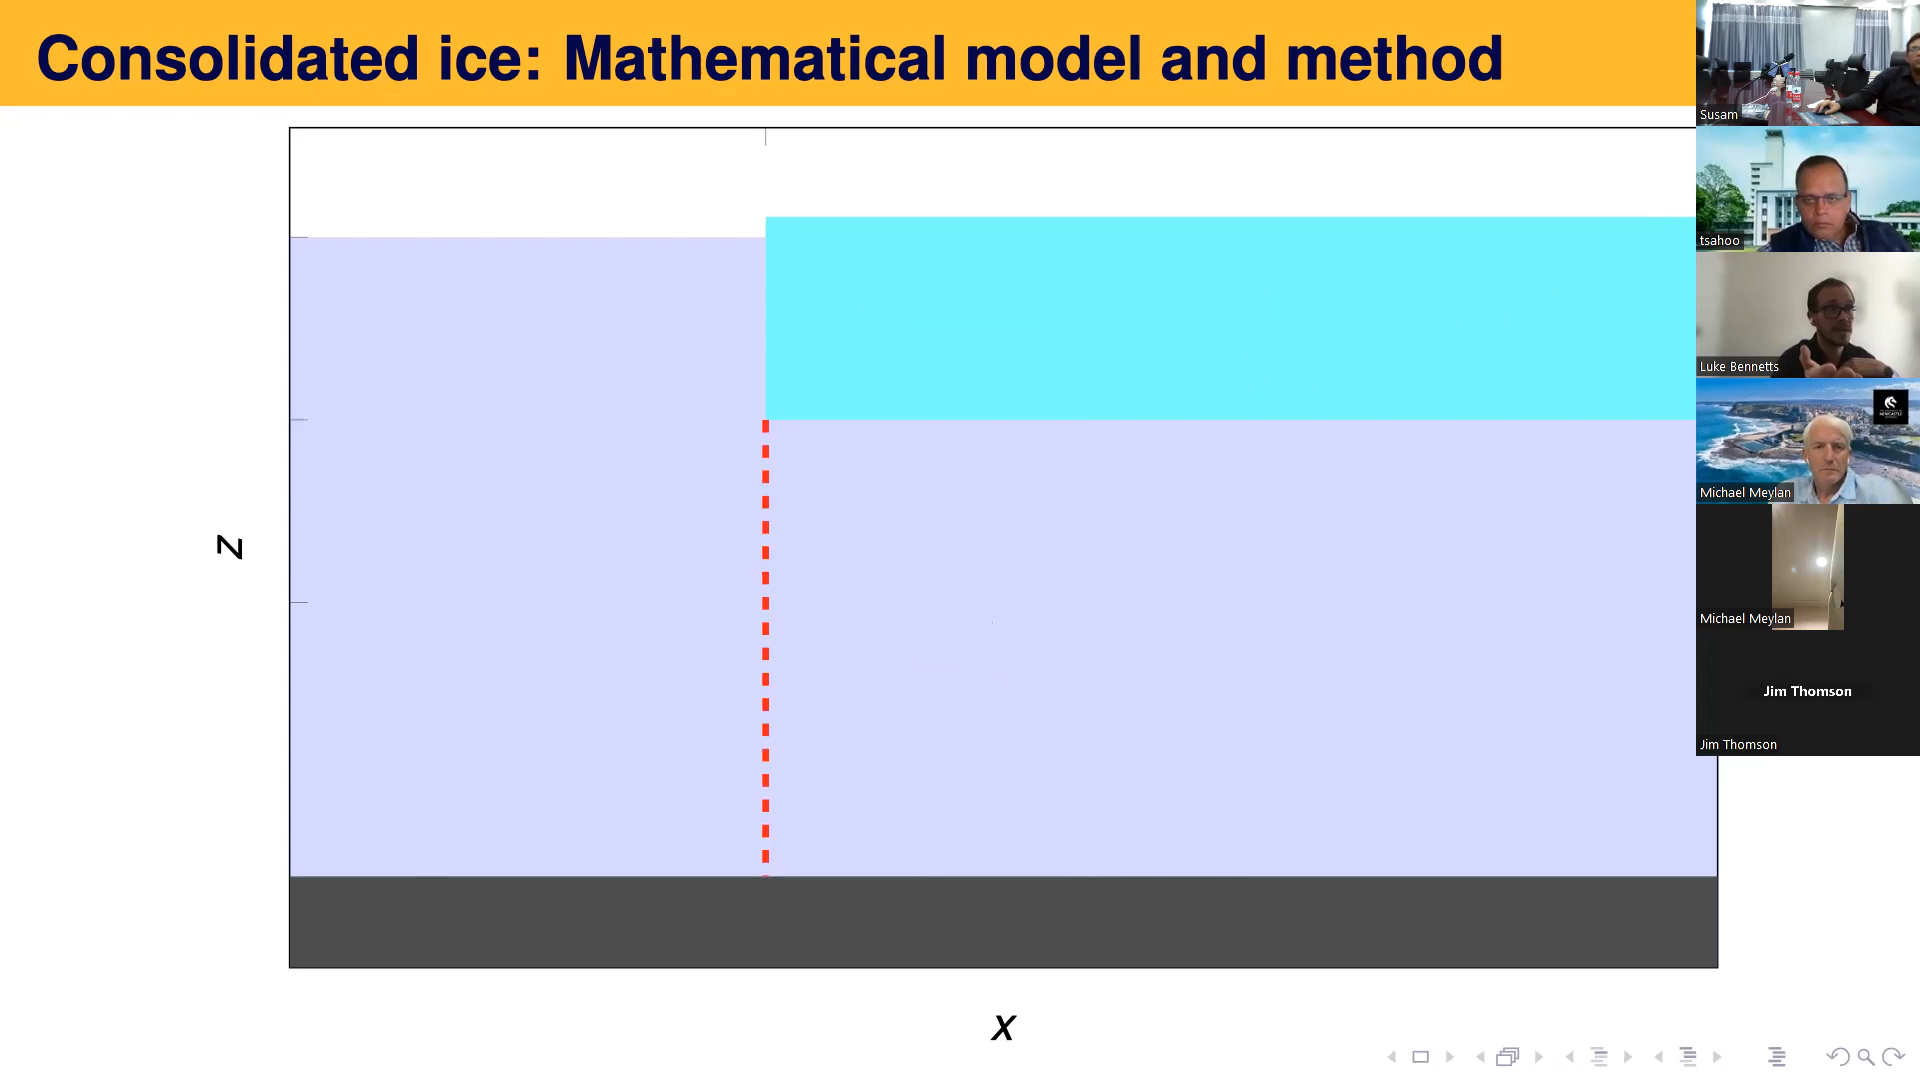 Consolidated ice: Mathematical model and method
Susam
tsahoo
Luke Bennetts
Michael Meylan
Michael Meylan
Jim Thomson
Jim Thomson
z
x